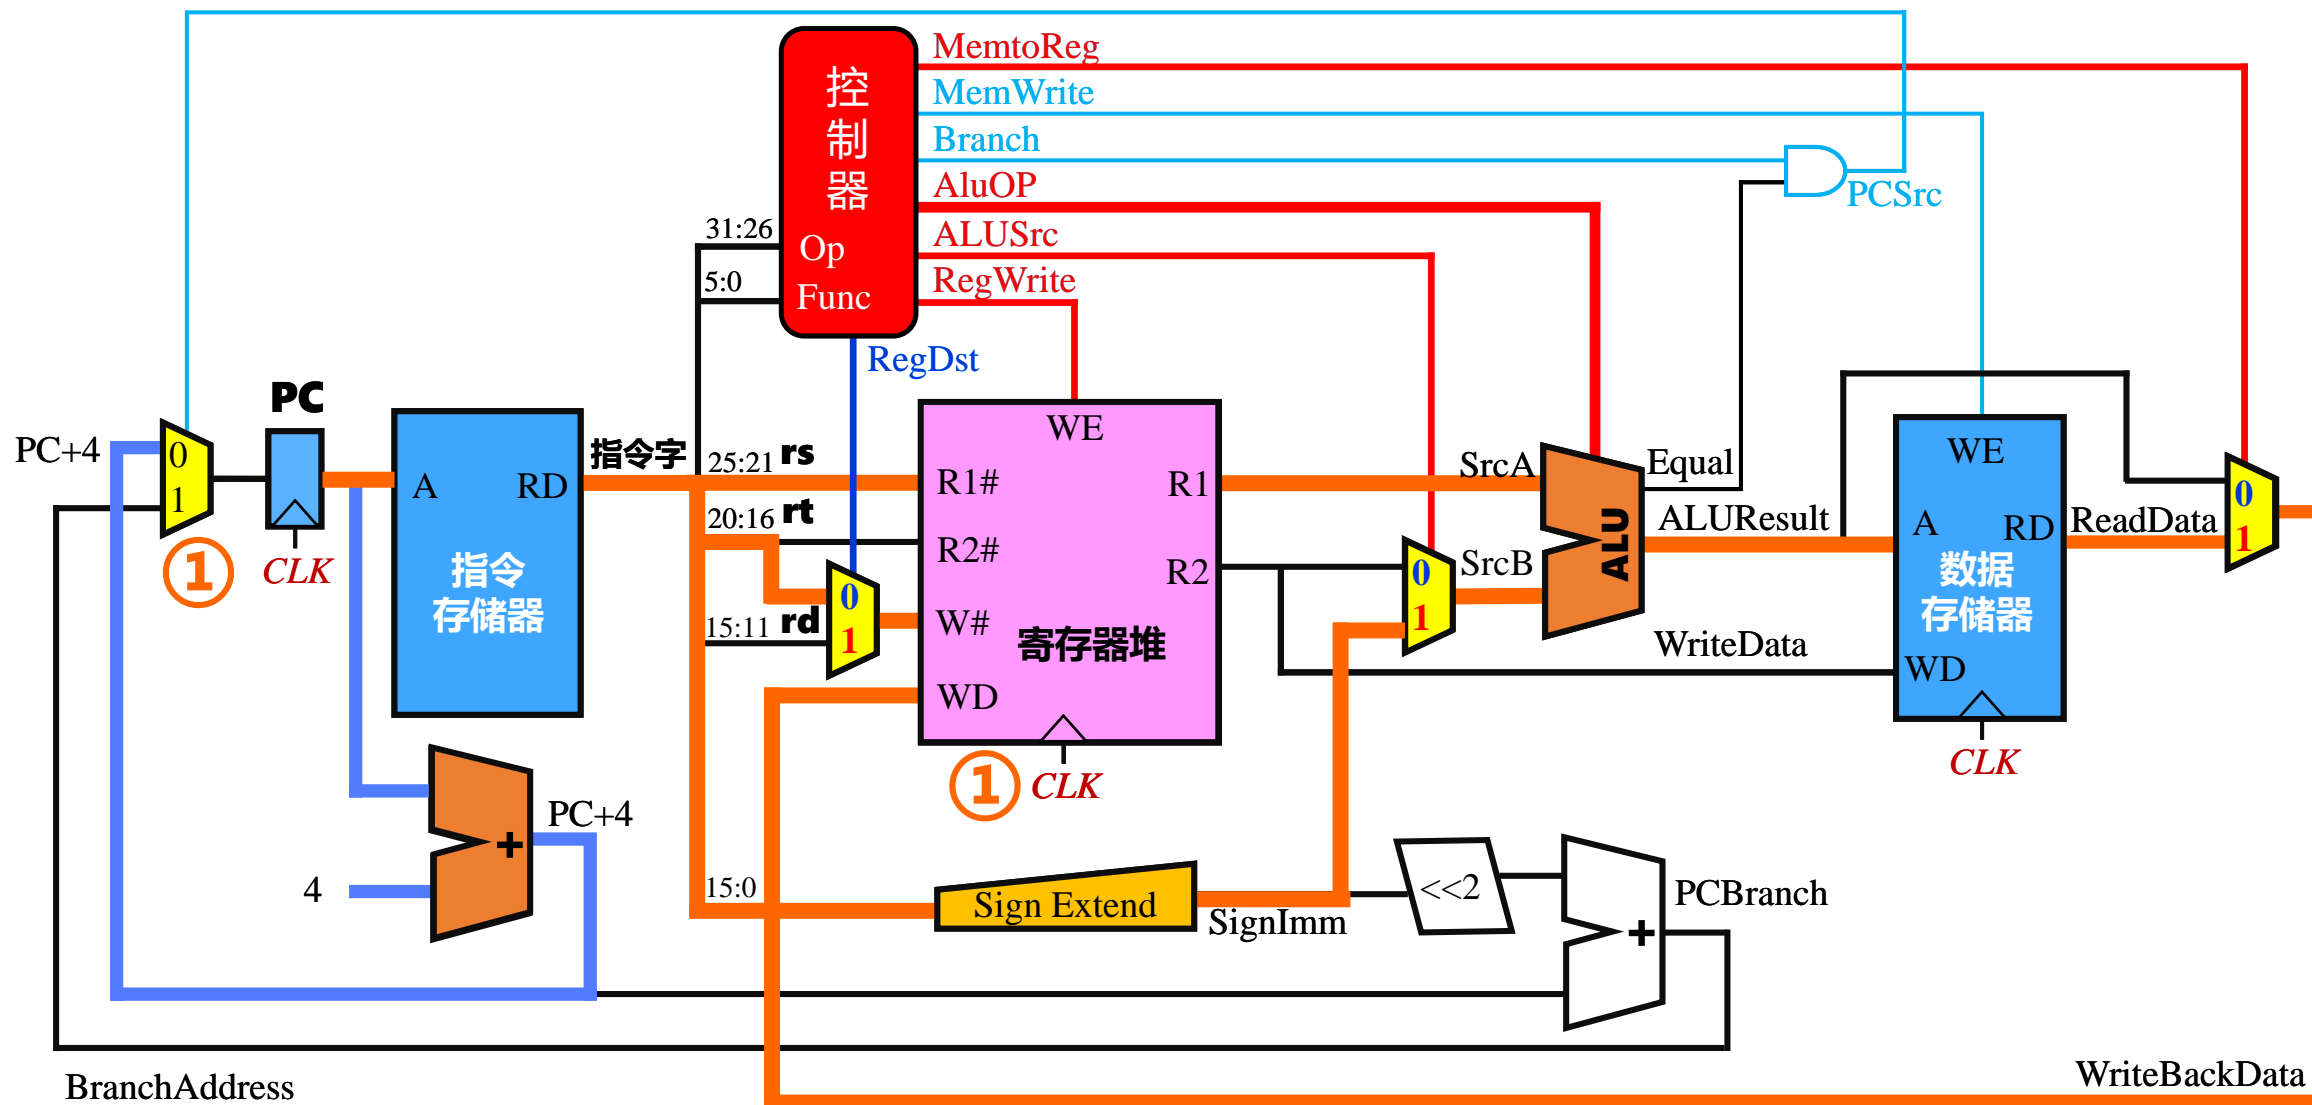 MemtoReg
MemWrite
Branch
AluOP
ALUSrc
RegWrite
控制器
Op
Func
31:26
5:0
RegDst
PCSrc
PC
PC+4
0
1
①
CLK
A
RD
指令
存储器
指令字
25:21 rs
20:16 rt
15:11 rd
0
1
WE
R1#
R2#
W#
WD
R1
R2
寄存器堆
①
CLK
SrcA
SrcB
0
1
ALU
Equal
ALUResult
WriteData
WE
A
RD
数据
存储器
WD
CLK
ReadData
0
1
4
+
PC+4
15:0
Sign Extend
SignImm
<<2
+
PCBranch
BranchAddress
WriteBackData